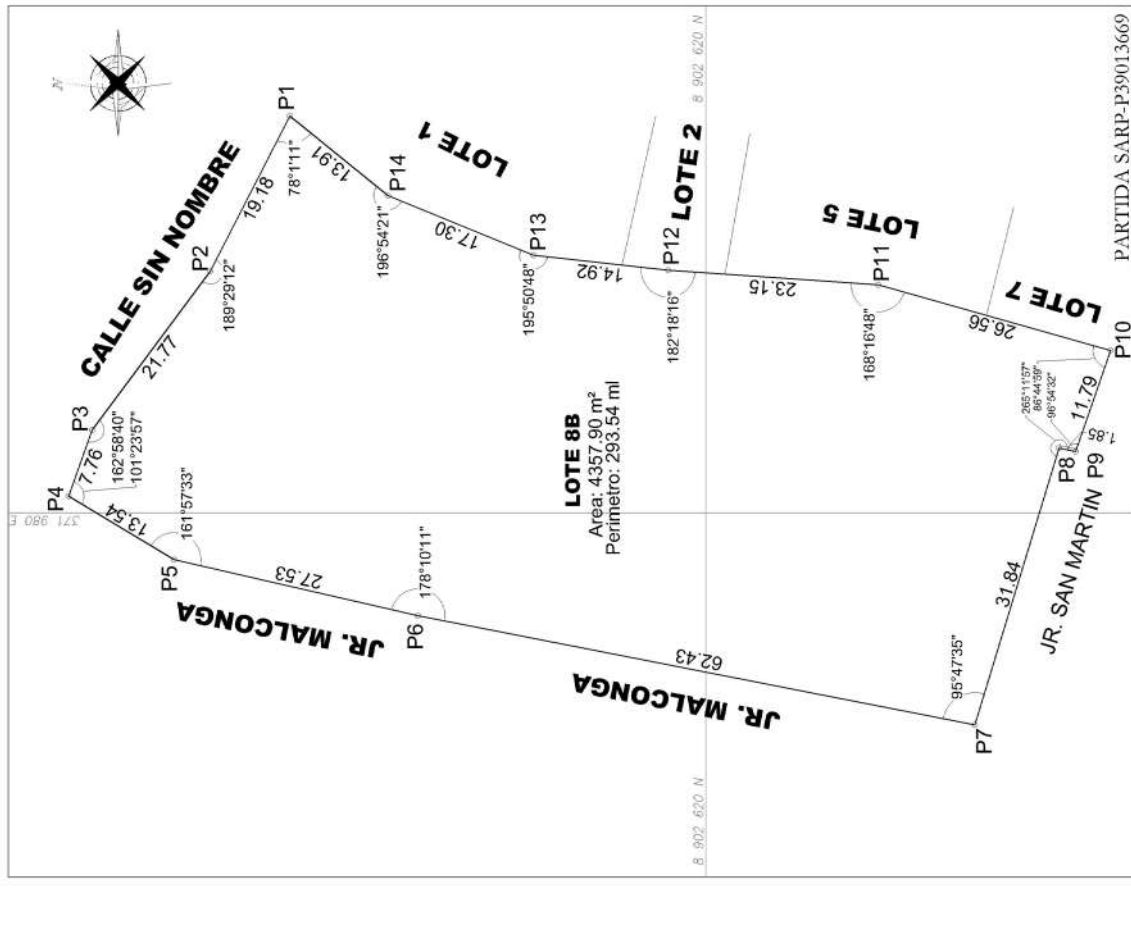 N
8 902 620 N
CALLE SIN NOMBRE
P1
78°1'11"
19.18
13.91
P2
189°29'12"
P14
196°54'21"
LOTE 1
17.30
21.77
P3
162°58'40"
101°23'57"
7.76
P4
371 980 E
13.54
161°57'33"
P5
P13
195°50'48"
14.92
P12
LOTE 2
182°18'16"
27.53
JR. MALCONGA
178°10'11"
P6
LOTE 8B
Area: 4357.90 m²
Perimetro: 293.54 ml
23.15
LOTE 5
P11
168°16'48"
62.43
JR. MALCONGA
26.56
LOTE 7
265°11'57"
86°44'59"
96°54'32"
P10
11.79
1.85
P8
P9
95°47'35"
31.84
JR. SAN MARTIN
P7
8 902 620 N
PARTIDA SARP-P39013669